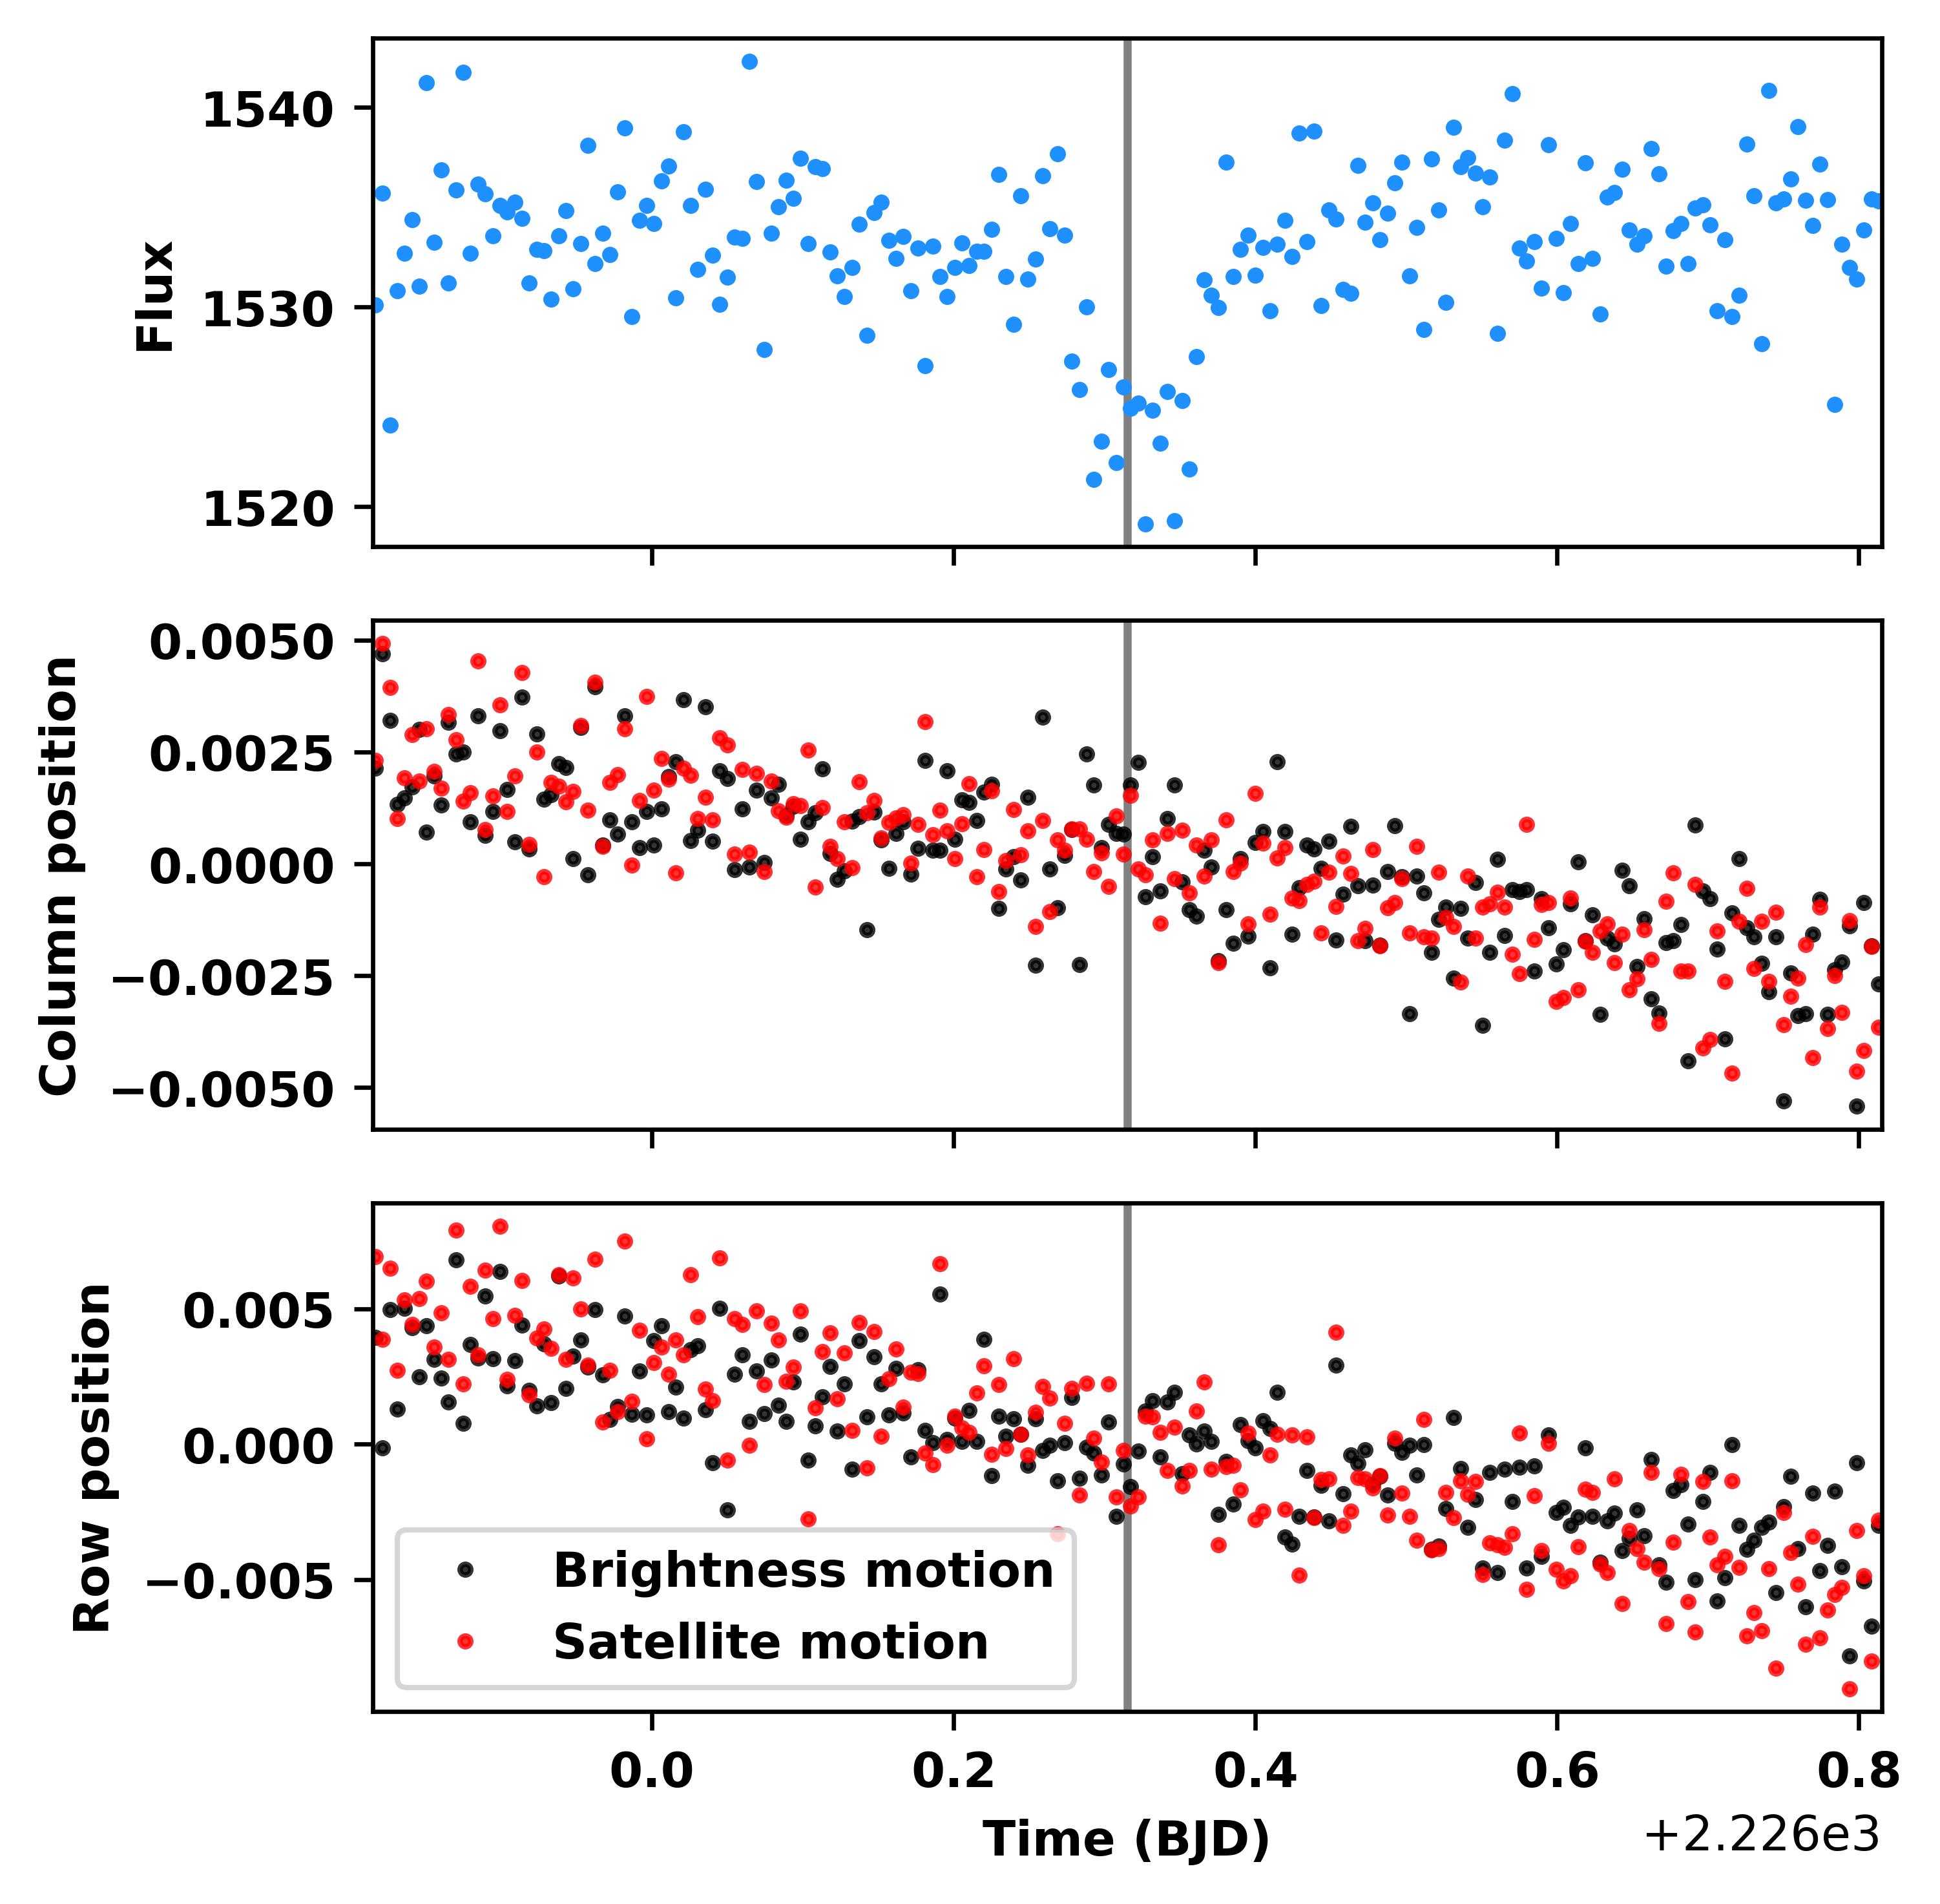 Flux
1540
1530
1520
Column position
0.0050
0.0025
0.0000
−0.0025
−0.0050
Row position
0.005
0.000
−0.005
Brightness motion
Satellite motion
0.0 0.2 0.4 0.6 0.8
Time (BJD)
+2.226e3